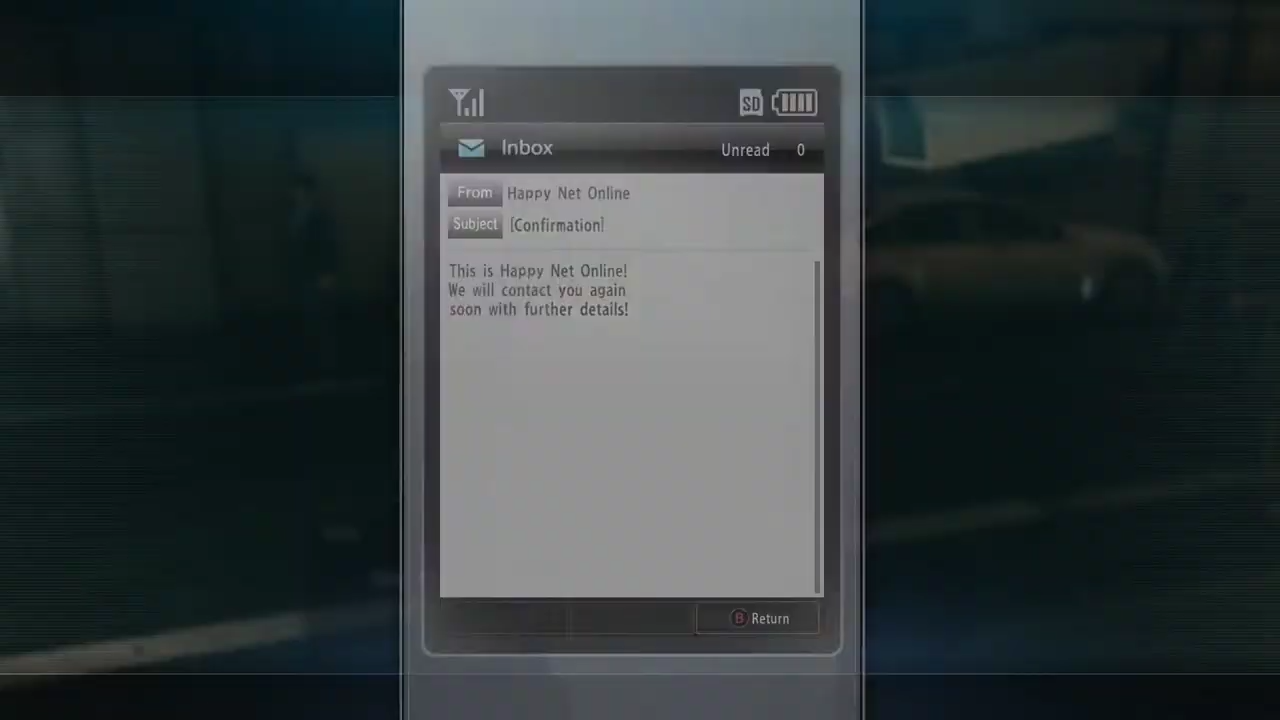 SD
Inbox
Unread 0
From Happy Net Online
Subject [Confirmation]
This is Happy Net Online!
We will contact you again
soon with further details!
B Return